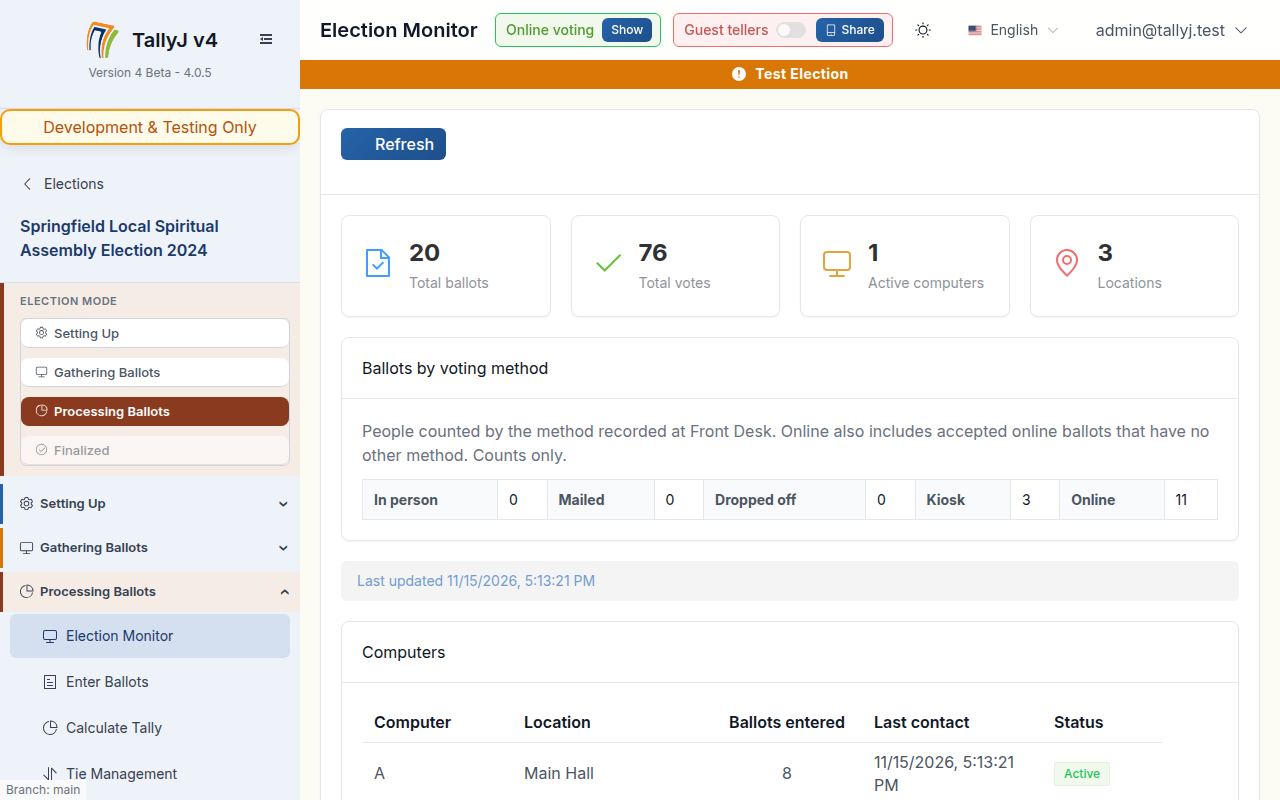 TallyJ v4
Version 4 Beta - 4.0.5
Development & Testing Only
Elections
Springfield Local Spiritual
Assembly Election 2024
ELECTION MODE
Setting Up
Gathering Ballots
Processing Ballots
Finalized
Setting Up
Gathering Ballots
Processing Ballots
Election Monitor
Enter Ballots
Calculate Tally
Tie Management
Branch: main
Election Monitor
Online voting Show
Guest tellers Share
English
admin@tallyj.test
Test Election
Refresh
20
Total ballots
76
Total votes
1
Active computers
3
Locations
Ballots by voting method
People counted by the method recorded at Front Desk. Online also includes accepted online ballots that have no
other method. Counts only.
In person 0 Mailed 0 Dropped off 0 Kiosk 3 Online 11
Last updated 11/15/2026, 5:13:21 PM
Computers
Computer Location Ballots entered Last contact Status
A Main Hall 8 11/15/2026, 5:13:21 PM Active